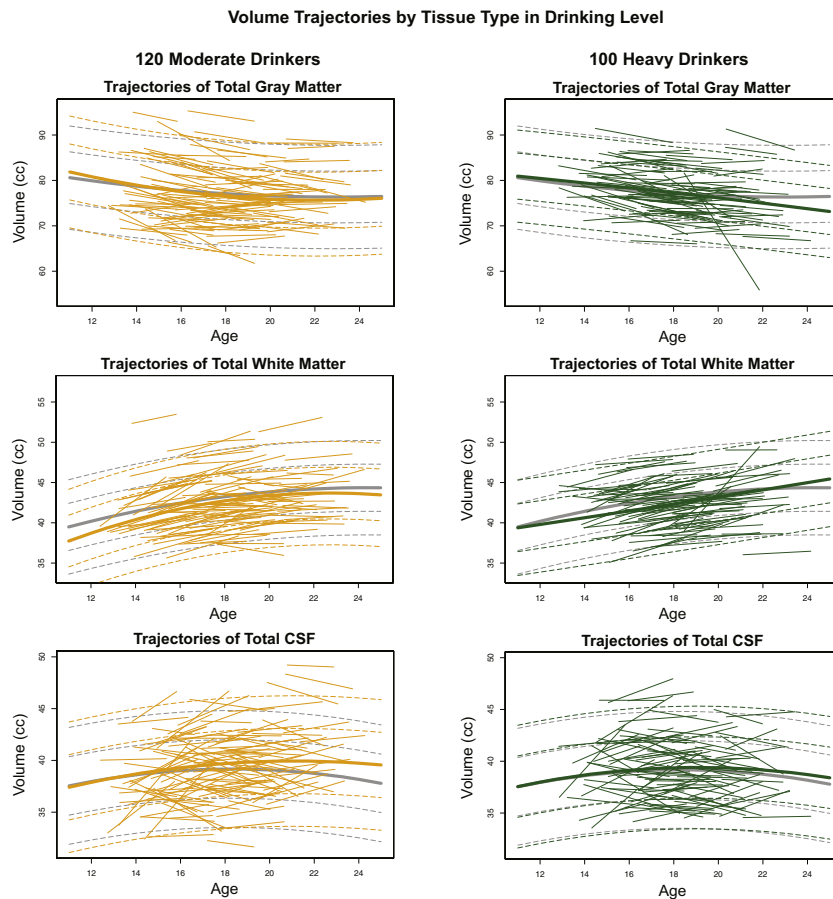 Volume Trajectories by Tissue Type in Drinking Level
120 Moderate Drinkers
100 Heavy Drinkers
Trajectories of Total Gray Matter
Trajectories of Total Gray Matter
Volume (cc)
90
80
70
60
12 14 16 18 20 22 24
Age
Volume (cc)
90
80
70
60
12 14 16 18 20 22 24
Age
Trajectories of Total White Matter
Trajectories of Total White Matter
Volume (cc)
55
50
45
40
35
12 14 16 18 20 22 24
Age
Volume (cc)
55
50
45
40
35
12 14 16 18 20 22 24
Age
Trajectories of Total CSF
Trajectories of Total CSF
Volume (cc)
50
45
40
35
12 14 16 18 20 22 24
Age
Volume (cc)
50
45
40
35
12 14 16 18 20 22 24
Age